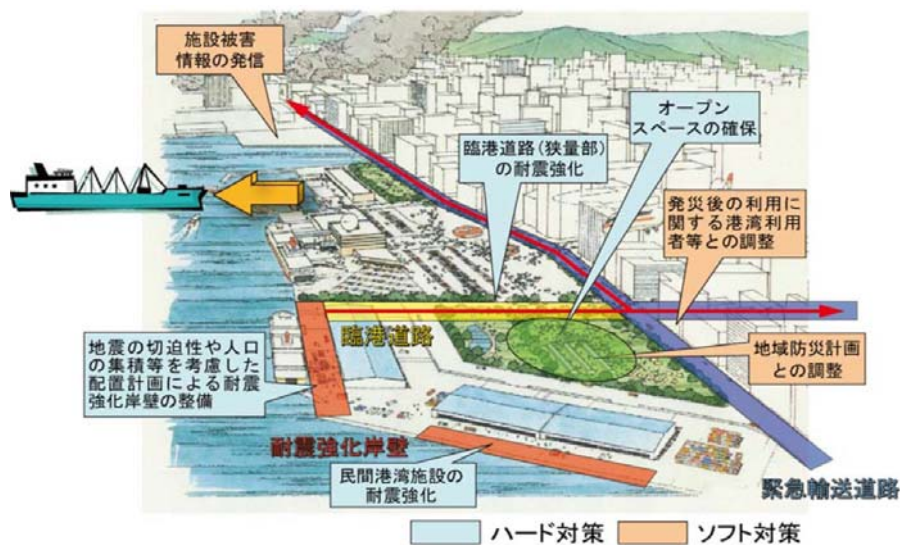 施設被害
情報の発信
オープン
スペースの確保
臨港道路(狭量部)
の耐震強化
発災後の利用に
関する港湾利用
者等との調整
臨港道路
地震の切迫性や人口
の集積等を考慮した
配置計画による耐震
強化岸壁の整備
地域防災計画
との調整
耐震強化岸壁
民間港湾施設の
耐震強化
緊急輸送道路
ハード対策
ソフト対策